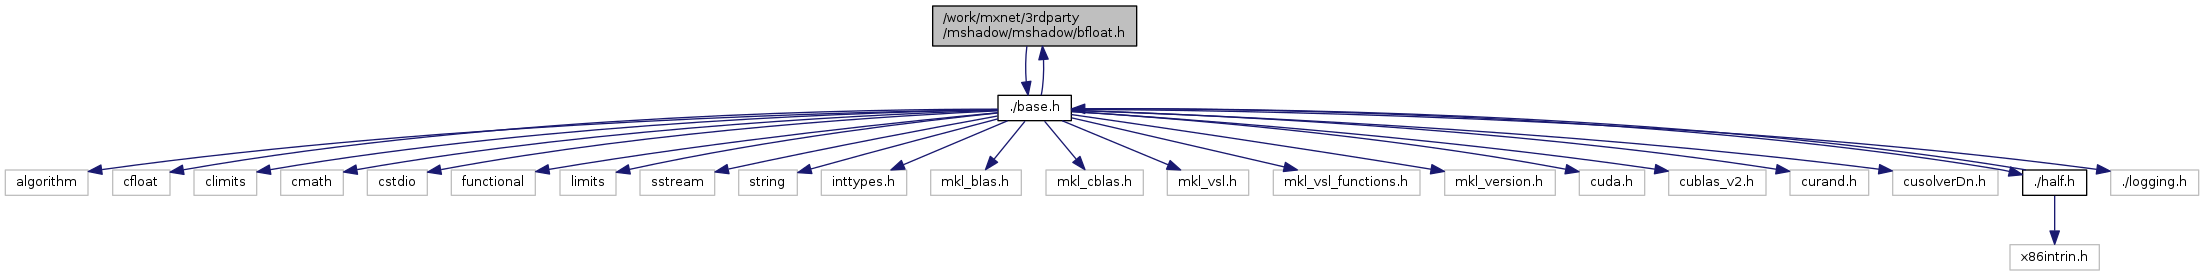 /work/mxnet/3rdparty
/mshadow/mshadow/bfloat.h
./base.h
algorithm
cfloat
climits
cmath
cstdio
functional
limits
sstream
string
inttypes.h
mkl_blas.h
mkl_cblas.h
mkl_vsl.h
mkl_vsl_functions.h
mkl_version.h
cuda.h
cublas_v2.h
curand.h
cusolverDn.h
./half.h
./logging.h
x86intrin.h